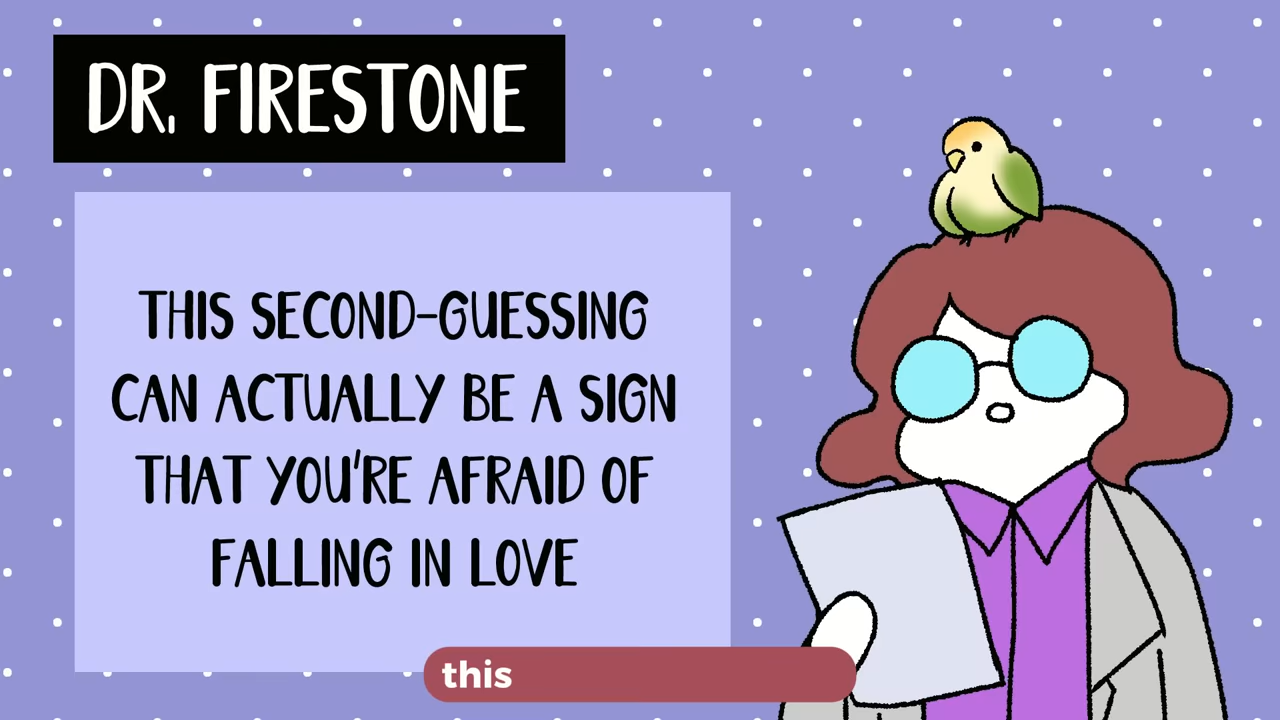 DR. FIRESTONE
THIS SECOND-GUESSING
CAN ACTUALLY BE A SIGN
THAT YOU'RE AFRAID OF
FALLING IN LOVE
this